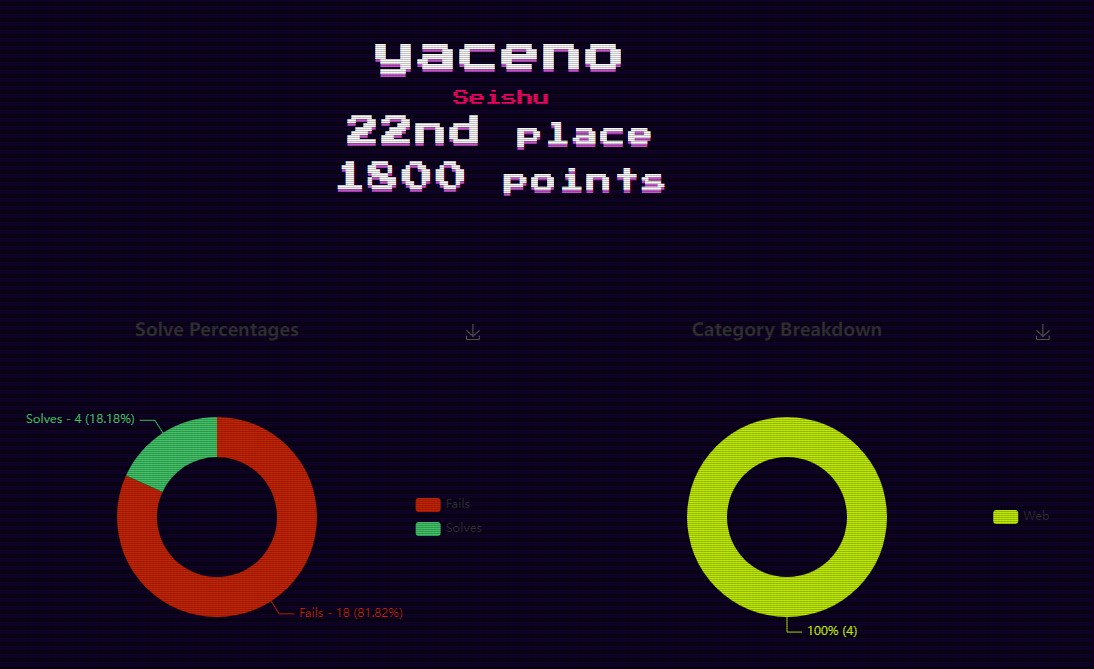 yaceno
Seishu
22nd place
1800 points
Solve Percentages
Category Breakdown
Solves - 4 (18.18%)
Fails
Solves
Web
Fails - 18 (81.82%)
100% (4)